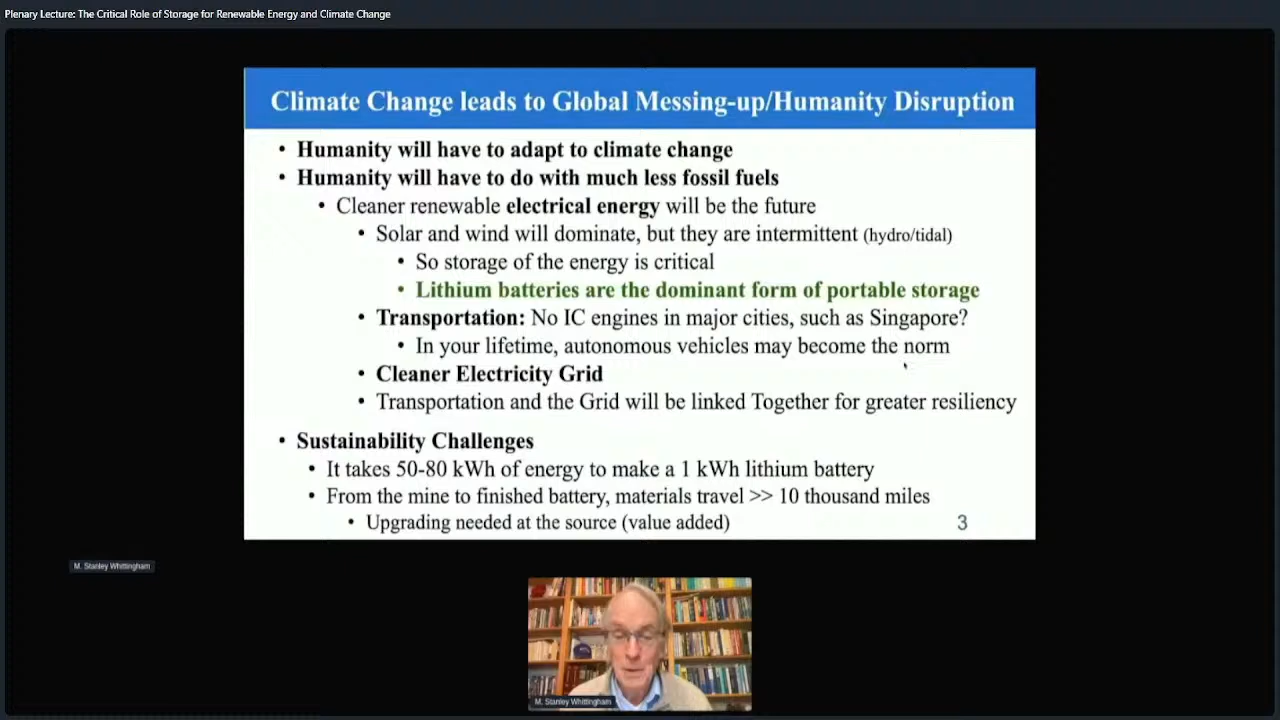 Plenary Lecture: The Critical Role of Storage for Renewable Energy and Climate Change
Climate Change leads to Global Messing-up/Humanity Disruption
• Humanity will have to adapt to climate change
• Humanity will have to do with much less fossil fuels
• Cleaner renewable electrical energy will be the future
• Solar and wind will dominate, but they are intermittent (hydro/tidal)
• So storage of the energy is critical
• Lithium batteries are the dominant form of portable storage
• Transportation: No IC engines in major cities, such as Singapore?
• In your lifetime, autonomous vehicles may become the norm
• Cleaner Electricity Grid
• Transportation and the Grid will be linked Together for greater resiliency
• Sustainability Challenges
• It takes 50-80 kWh of energy to make a 1 kWh lithium battery
• From the mine to finished battery, materials travel >> 10 thousand miles
• Upgrading needed at the source (value added)
3
M. Stanley Whittingham
M. Stanley Whittingham